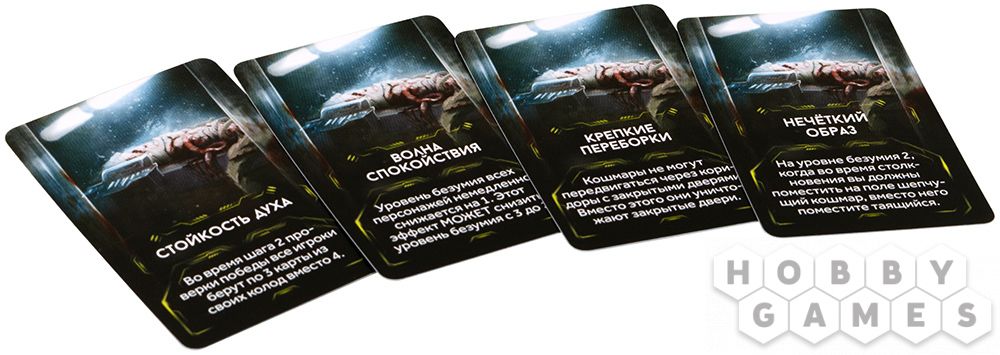 СТОЙКОСТЬ ДУХА
Во время шага 2 про-
верки победы все игроки
берут по 3 карты из
своих колод вместо 4.
ВОЛНА
СПОКОЙСТВИЯ
Уровень безумия всех
персонажей немедленно
снижается на 1. Этот
эффект МОЖЕТ снизить
уровень безумия с 3 до
КРЕПКИЕ
ПЕРЕБОРКИ
Кошмары не могут
передвигаться через кори-
доры с закрытыми дверями.
Вместо этого они уничто-
жают закрытые двери.
НЕЧЁТКИЙ
ОБРАЗ
На уровне безумия 2,
когда во время столк-
новения вы должны
поместить на поле шепчу-
щий кошмар, вместо него
поместите таящийся.
HOBBY
GAMES